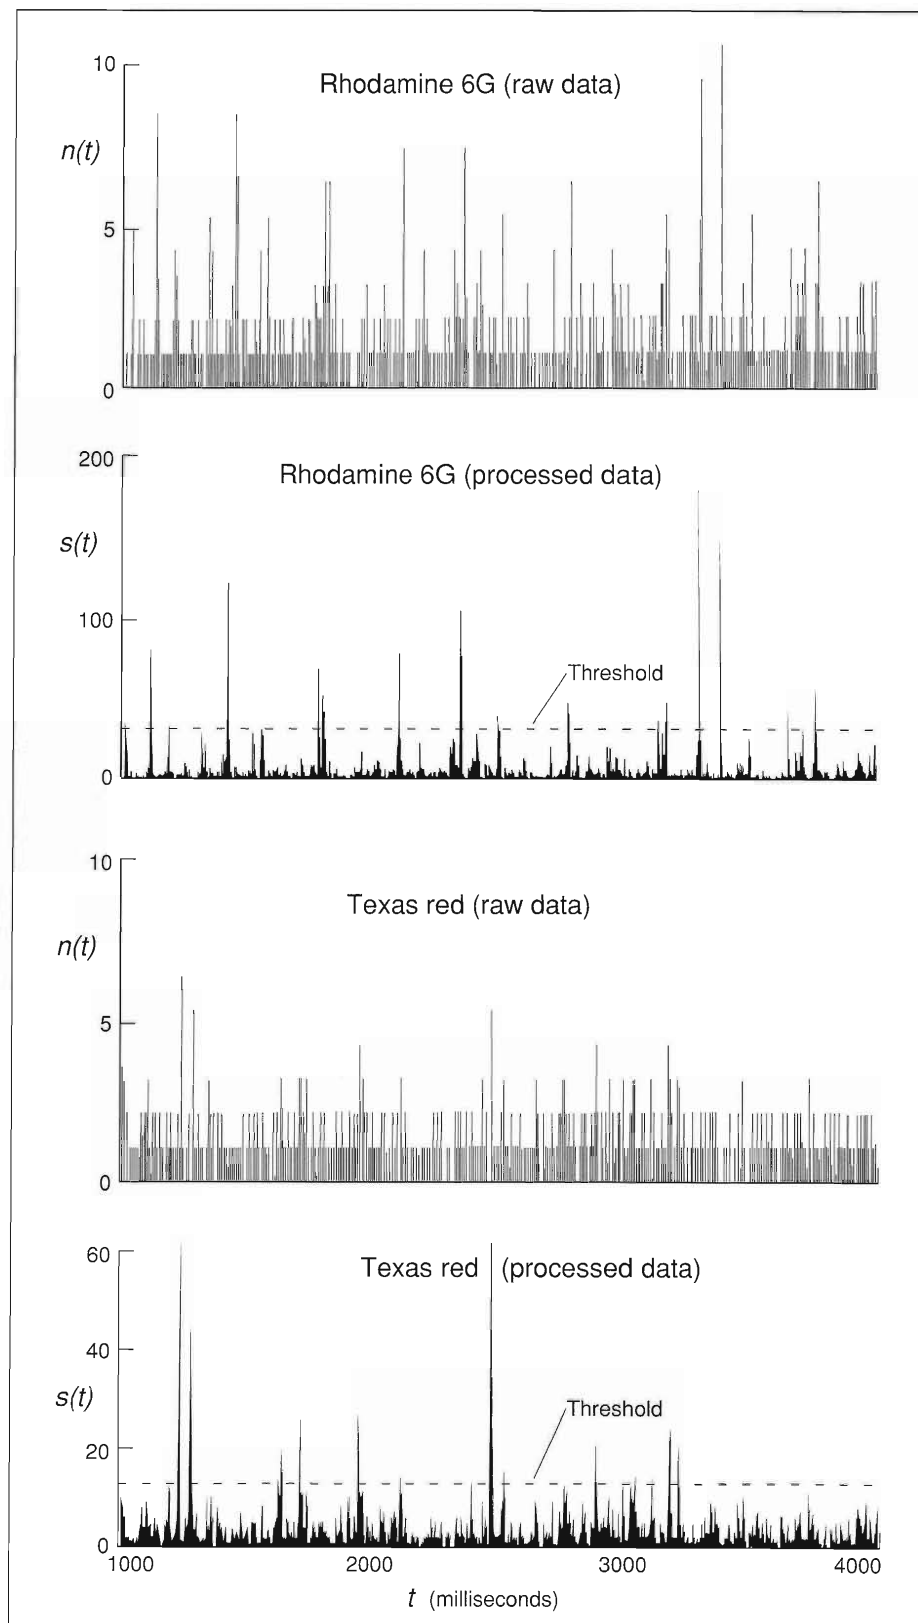 Rhodamine 6G (raw data)
10
n(t)
5
0
Rhodamine 6G (processed data)
200
s(t)
100
Threshold
0
Texas red (raw data)
10
n(t)
5
0
Texas red (processed data)
60
40
s(t)
Threshold
20
0
1000 2000 3000 4000
t (milliseconds)